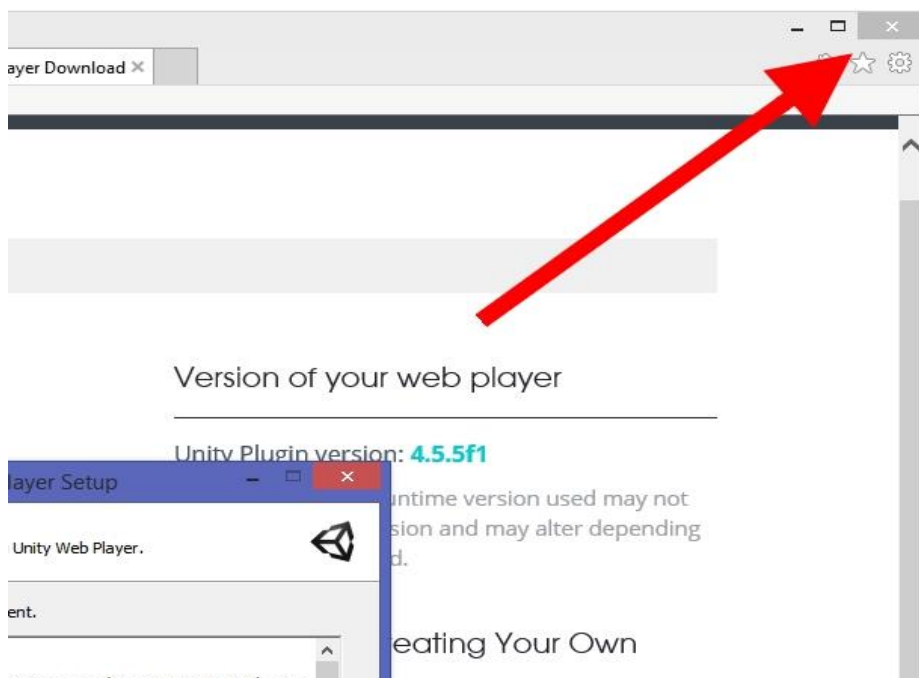 ayer Download
Version of your web player
Unity Plugin version: 4.5.5f1
layer Setup
untime version used may not
Unity Web Player.
sion and may alter depending
d.
ent.
eating Your Own